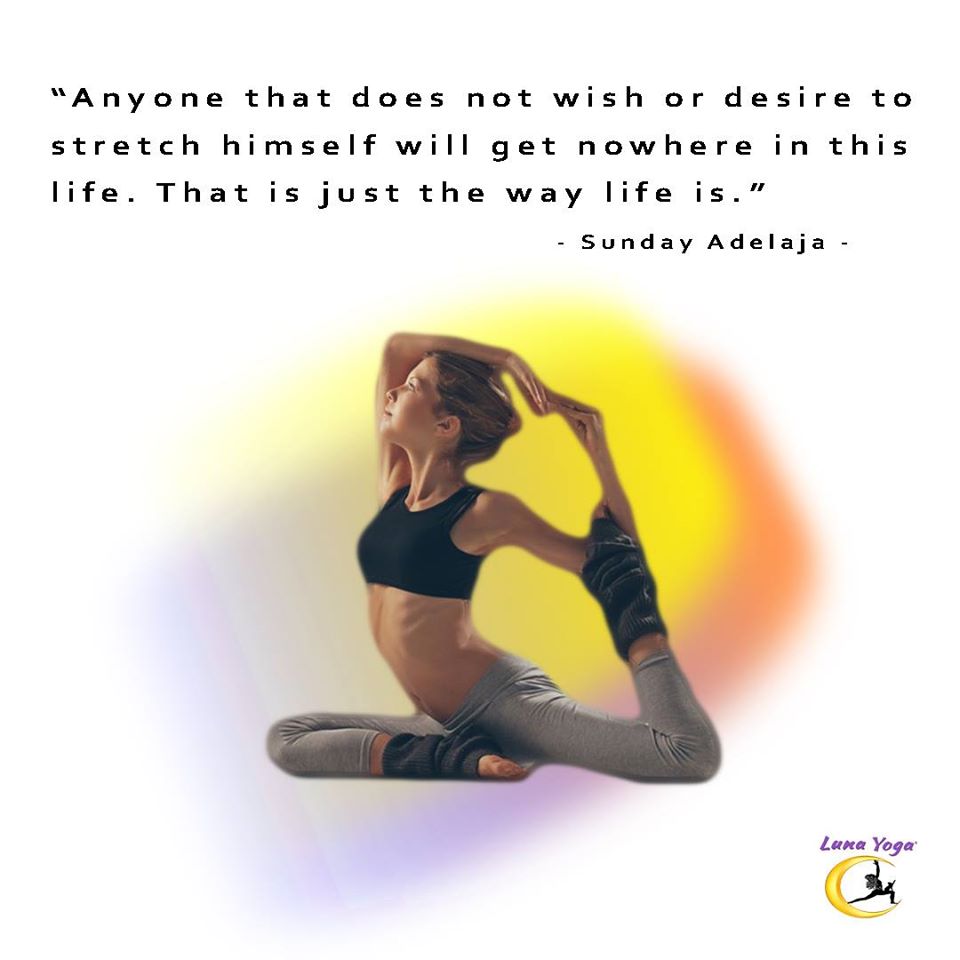 “Anyone that does not wish or desire to
stretch himself will get nowhere in this
life. That is just the way life is.”
- Sunday Adelaja -
Luna Yoga